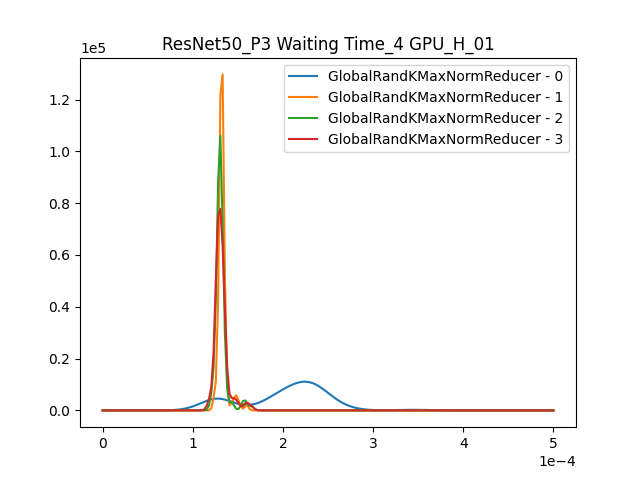 ResNet50_P3 Waiting Time_4 GPU_H_01
1e5
GlobalRandKMaxNormReducer - 0
GlobalRandKMaxNormReducer - 1
GlobalRandKMaxNormReducer - 2
GlobalRandKMaxNormReducer - 3
1.2
1.0
0.8
0.6
0.4
0.2
0.0
0 1 2 3 4 5
1e−4